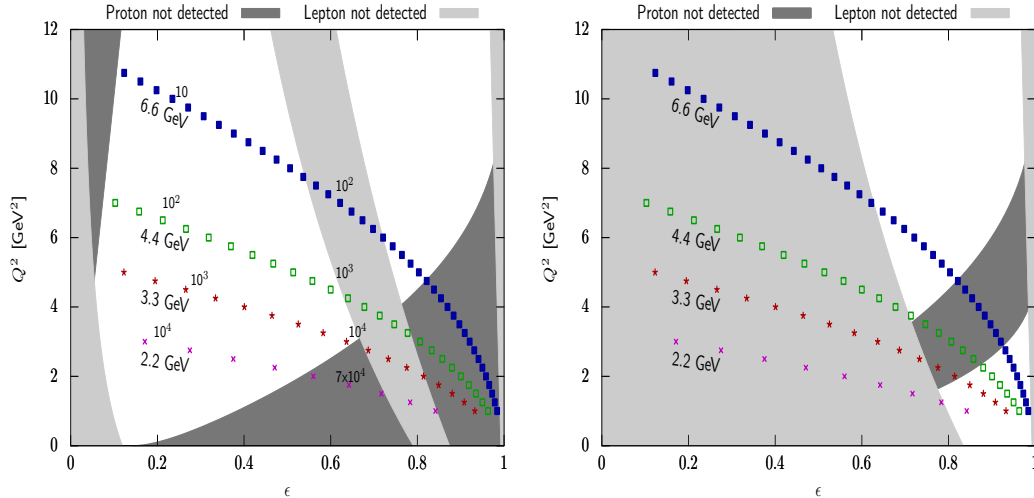 Proton not detected Lepton not detected
12
10
8
6
4
2
0
Q² [GeV²]
10
6.6 GeV
10²
10²
4.4 GeV
10³
10³
3.3 GeV
10⁴
10⁴
2.2 GeV
7x10⁴
0 0.2 0.4 0.6 0.8 1
ϵ
Proton not detected Lepton not detected
12
10
8
6
4
2
0
Q² [GeV²]
6.6 GeV
4.4 GeV
3.3 GeV
2.2 GeV
0 0.2 0.4 0.6 0.8 1
ϵ